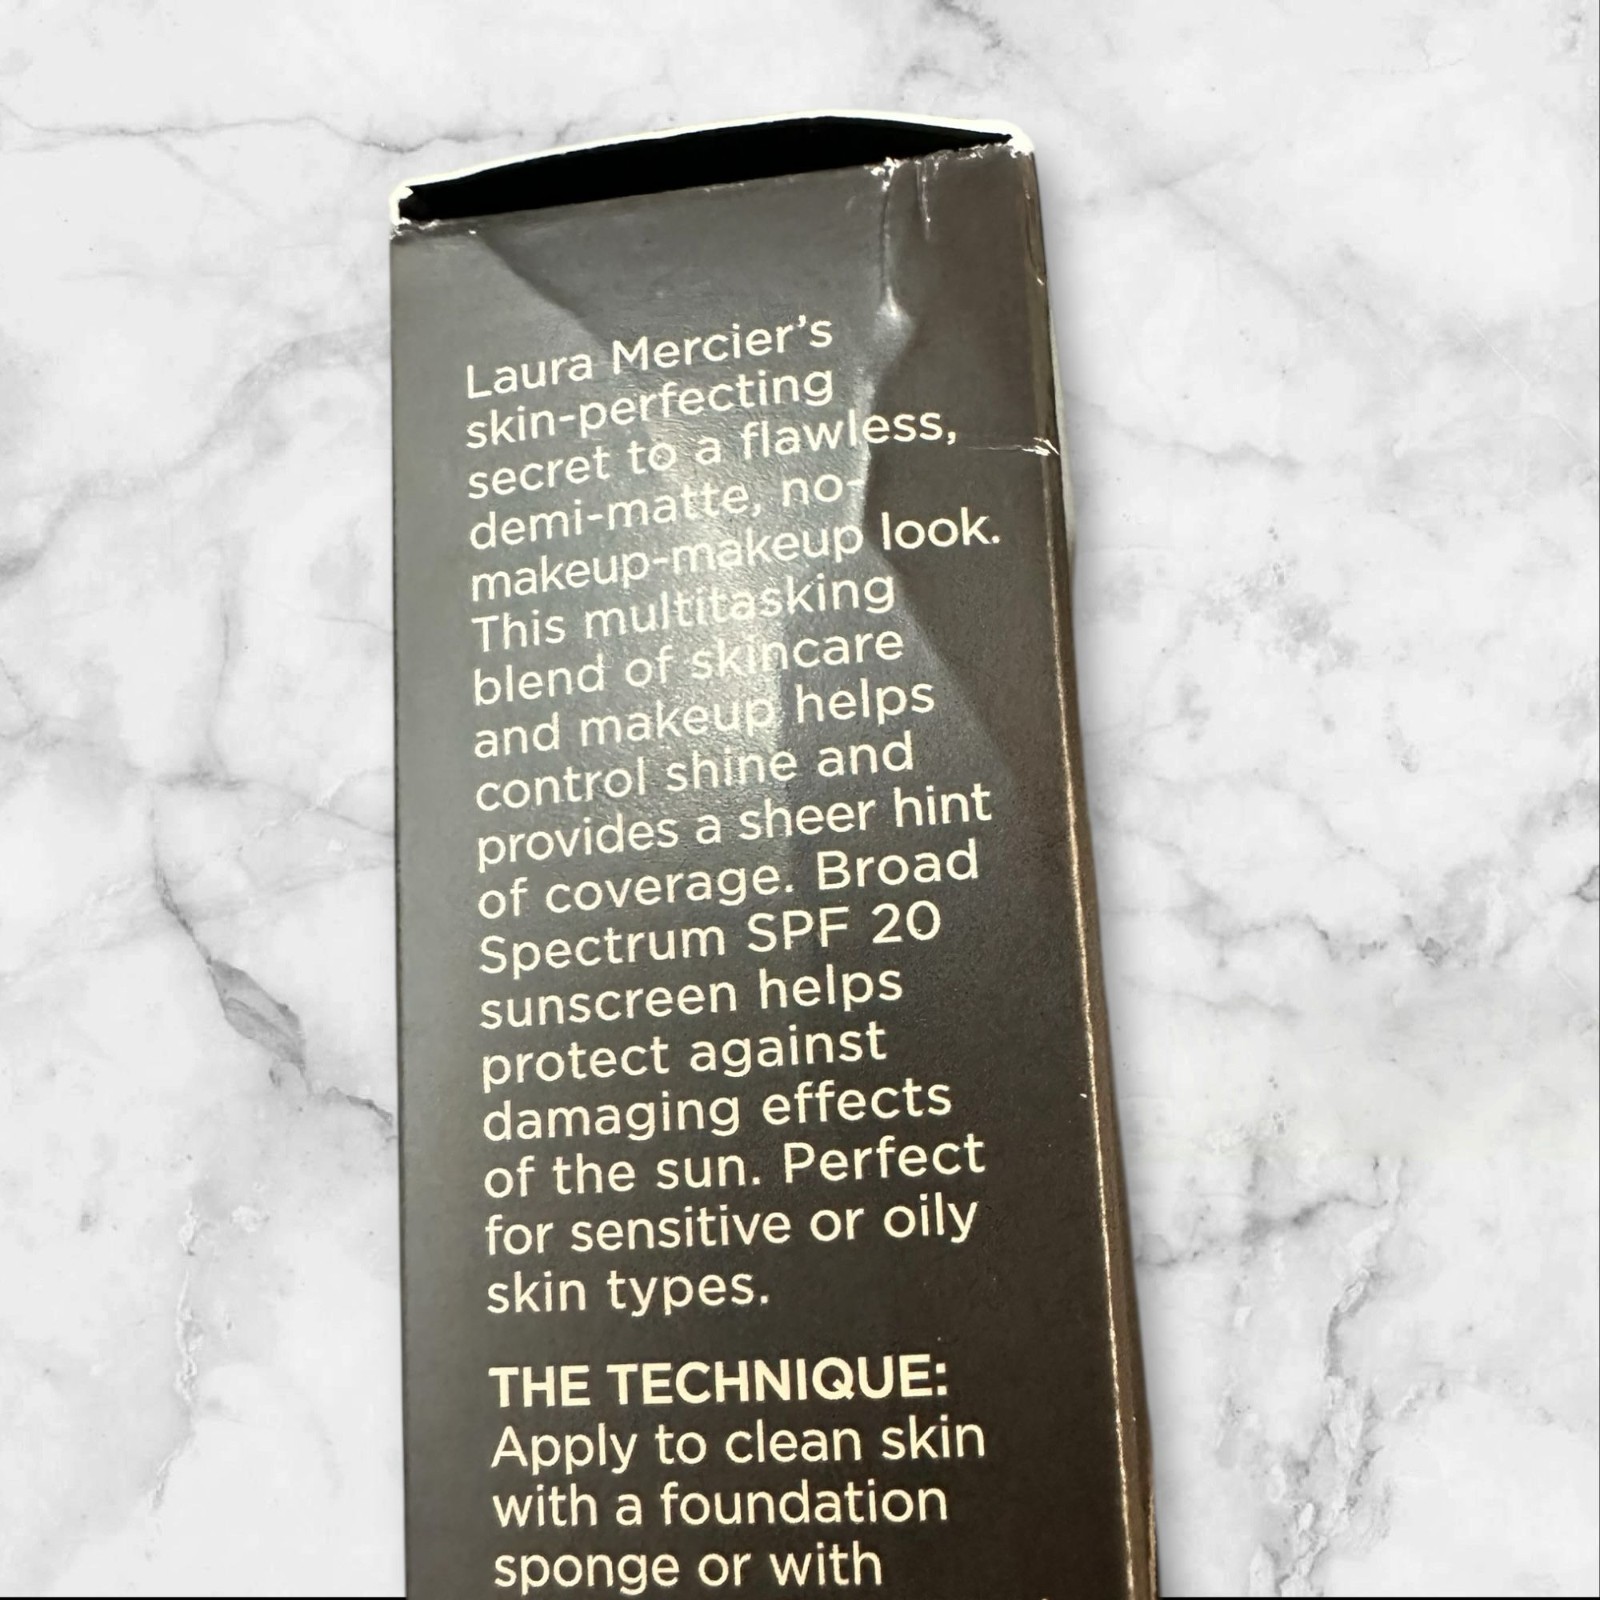 Laura Mercier's
skin-perfecting
secret to a flawless,
demi-matte, no-
makeup-makeup look.
This multitasking
blend of skincare
and makeup helps
control shine and
provides a sheer hint
of coverage. Broad
Spectrum SPF 20
sunscreen helps
protect against
damaging effects
of the sun. Perfect
for sensitive or oily
skin types.
THE TECHNIQUE:
Apply to clean skin
with a foundation
sponge or with